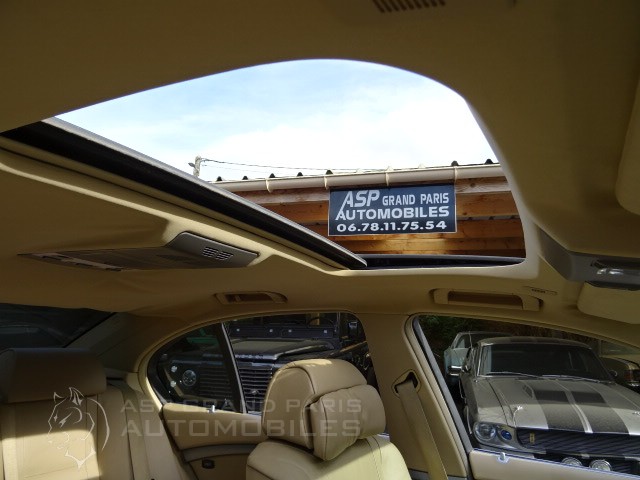 ASP GRAND PARIS
AUTOMOBILES
06.78.11.75.54
ASP GRAND PARIS
AUTOMOBILES